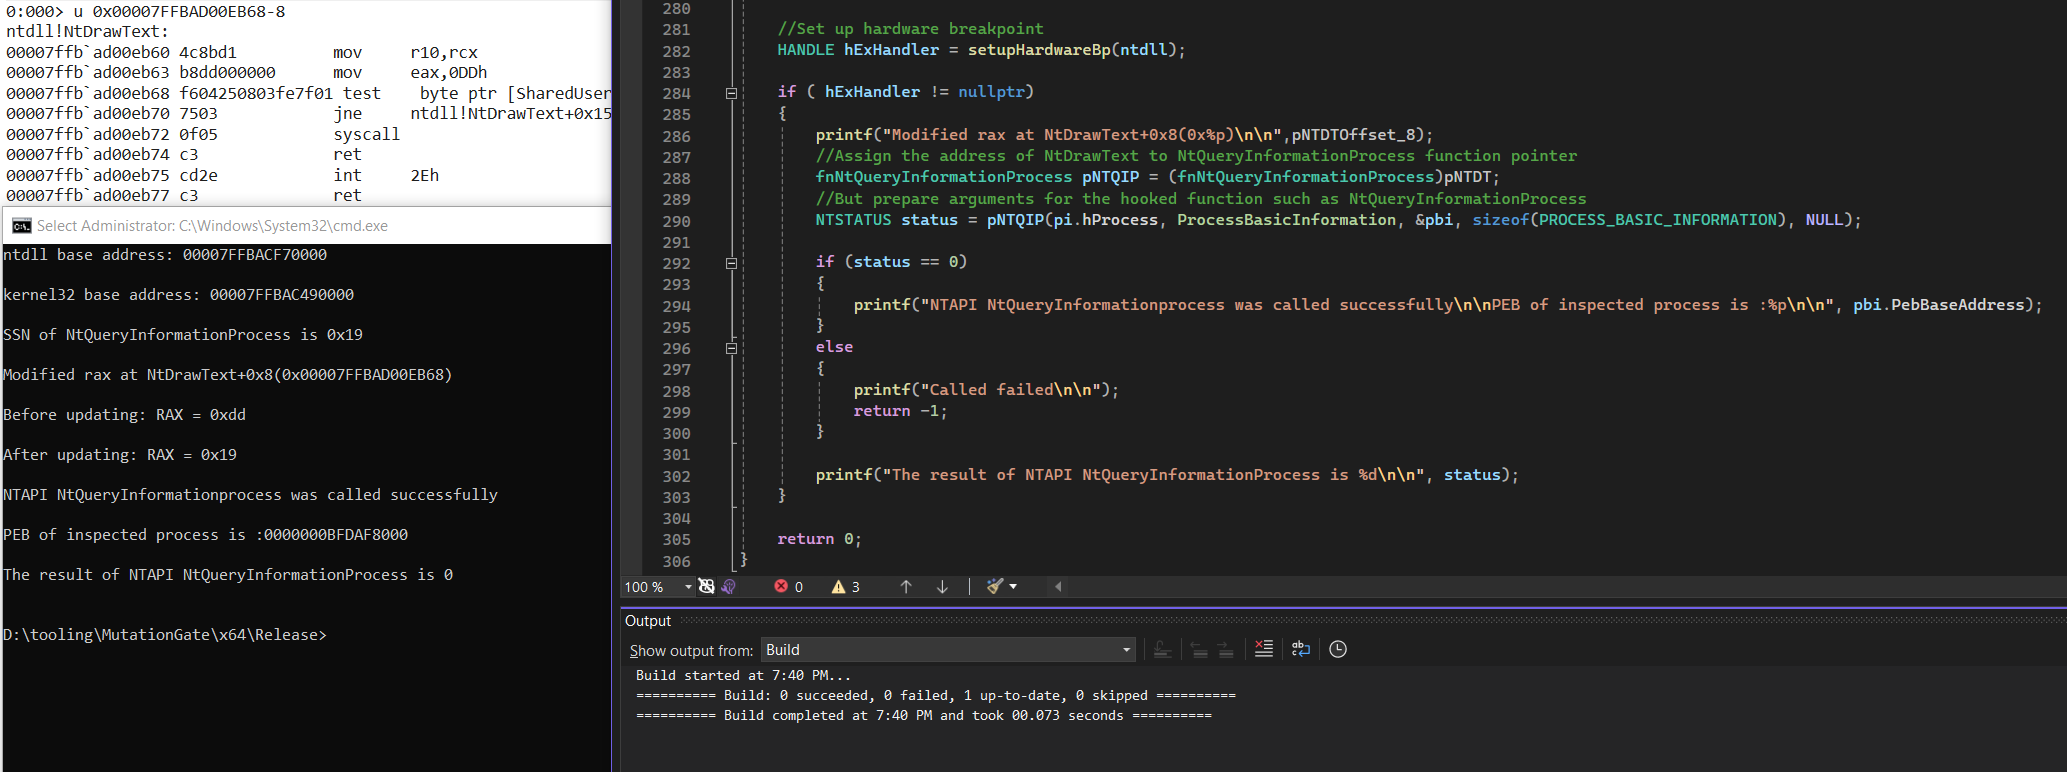 0:000> u 0x00007FFBAD00EB68-8
ntdll!NtDrawText:
00007ffb`ad00eb60 4c8bd1 mov r10,rcx
00007ffb`ad00eb63 b8dd000000 mov eax,0DDh
00007ffb`ad00eb68 f604250803fe7f01 test byte ptr [SharedUser
00007ffb`ad00eb70 7503 jne ntdll!NtDrawText+0x15
00007ffb`ad00eb72 0f05 syscall
00007ffb`ad00eb74 c3 ret
00007ffb`ad00eb75 cd2e int 2Eh
00007ffb`ad00eb77 c3 ret
Select Administrator: C:\Windows\System32\cmd.exe
ntdll base address: 00007FFBACF70000
kernel32 base address: 00007FFBAC490000
SSN of NtQueryInformationProcess is 0x19
Modified rax at NtDrawText+0x8(0x00007FFBAD00EB68)
Before updating: RAX = 0xdd
After updating: RAX = 0x19
NTAPI NtQueryInformationprocess was called successfully
PEB of inspected process is :0000000BFDAF8000
The result of NTAPI NtQueryInformationProcess is 0
D:\tooling\MutationGate\x64\Release>
280
281 //Set up hardware breakpoint
282 HANDLE hExHandler = setupHardwareBp(ntdll);
283
284 if ( hExHandler != nullptr)
285 {
286 printf("Modified rax at NtDrawText+0x8(0x%p)\n\n",pNTDTOffset_8);
287 //Assign the address of NtDrawText to NtQueryInformationProcess function pointer
288 fnNtQueryInformationProcess pNTQIP = (fnNtQueryInformationProcess)pNTDT;
289 //But prepare arguments for the hooked function such as NtQueryInformationProcess
290 NTSTATUS status = pNTQIP(pi.hProcess, ProcessBasicInformation, &pbi, sizeof(PROCESS_BASIC_INFORMATION), NULL);
291
292 if (status == 0)
293 {
294 printf("NTAPI NtQueryInformationprocess was called successfully\n\nPEB of inspected process is :%p\n\n", pbi.PebBaseAddress);
295 }
296 else
297 {
298 printf("Called failed\n\n");
299 return -1;
300 }
301
302 printf("The result of NTAPI NtQueryInformationProcess is %d\n\n", status);
303 }
304
305 return 0;
306 }
100 % 0 3
Output
Show output from: Build
Build started at 7:40 PM...
========== Build: 0 succeeded, 0 failed, 1 up-to-date, 0 skipped ==========
========== Build completed at 7:40 PM and took 00.073 seconds ==========